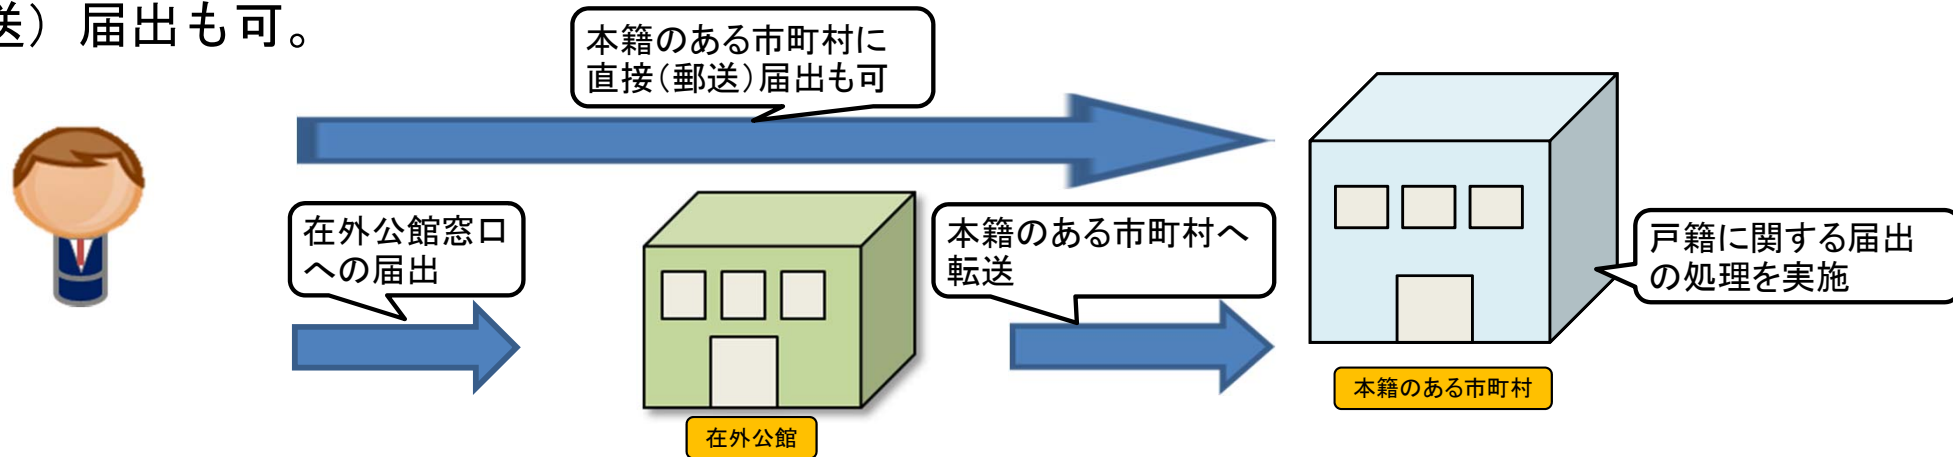 送）届出も可。
本籍のある市町村に
直接（郵送）届出も可
在外公館窓口
への届出
本籍のある市町村へ
転送
戸籍に関する届出
の処理を実施
本籍のある市町村
在外公館